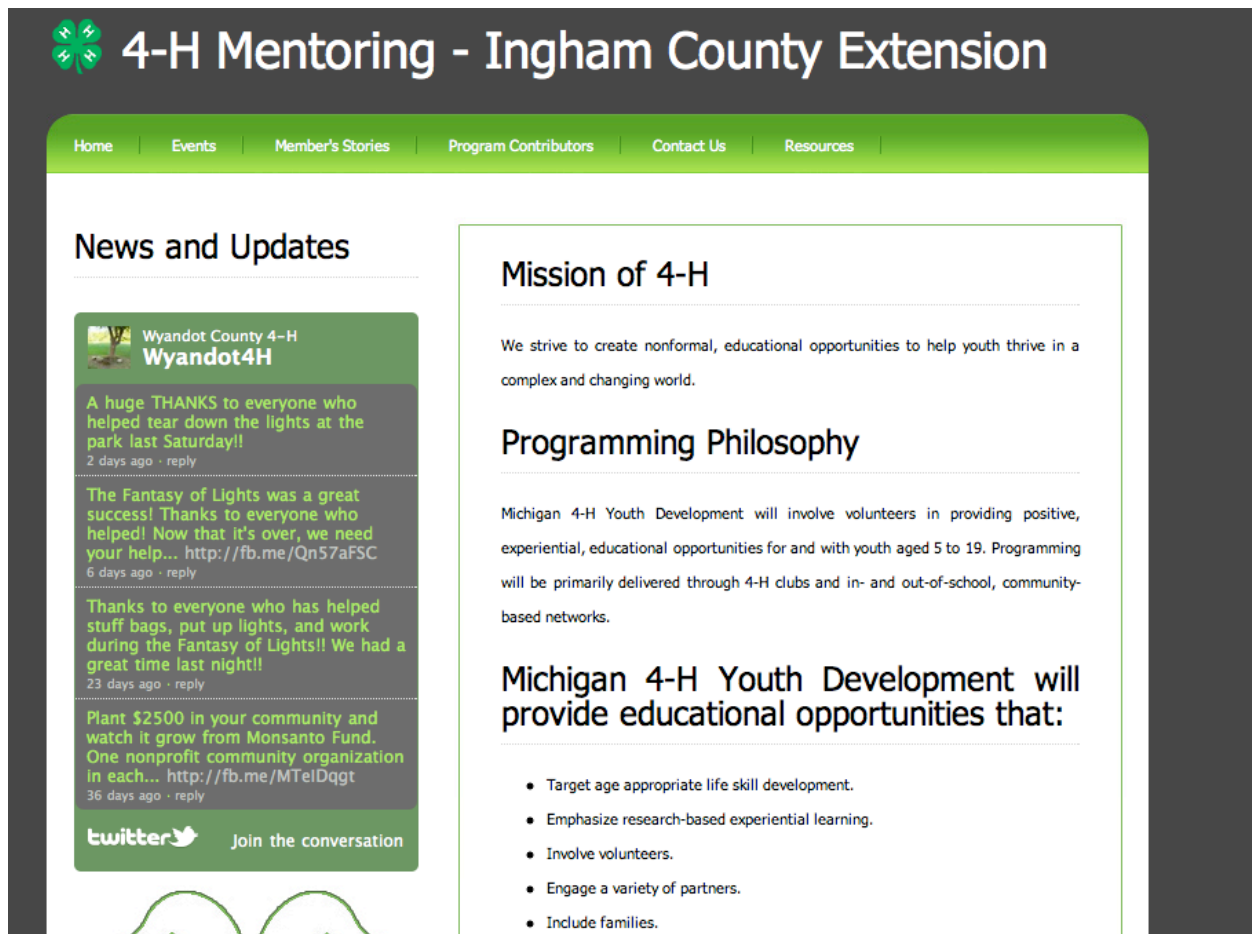 4-H Mentoring - Ingham County Extension
Home
Events
Member's Stories
Program Contributors
Contact Us
Resources
News and Updates
Wyandot County 4-H
Wyandot4H
A huge THANKS to everyone who
helped tear down the lights at the
park last Saturday!!
2 days ago · reply
The Fantasy of Lights was a great
success! Thanks to everyone who
helped! Now that it's over, we need
your help... http://fb.me/Qn57aFSC
6 days ago · reply
Thanks to everyone who has helped
stuff bags, put up lights, and work
during the Fantasy of Lights!! We had a
great time last night!!
23 days ago · reply
Plant $2500 in your community and
watch it grow from Monsanto Fund.
One nonprofit community organization
in each... http://fb.me/MTelDqgt
36 days ago · reply
twitter
Join the conversation
Mission of 4-H
We strive to create nonformal, educational opportunities to help youth thrive in a
complex and changing world.
Programming Philosophy
Michigan 4-H Youth Development will involve volunteers in providing positive,
experiential, educational opportunities for and with youth aged 5 to 19. Programming
will be primarily delivered through 4-H clubs and in- and out-of-school, community-
based networks.
Michigan 4-H Youth Development will
provide educational opportunities that:
• Target age appropriate life skill development.
• Emphasize research-based experiential learning.
• Involve volunteers.
• Engage a variety of partners.
• Include families.